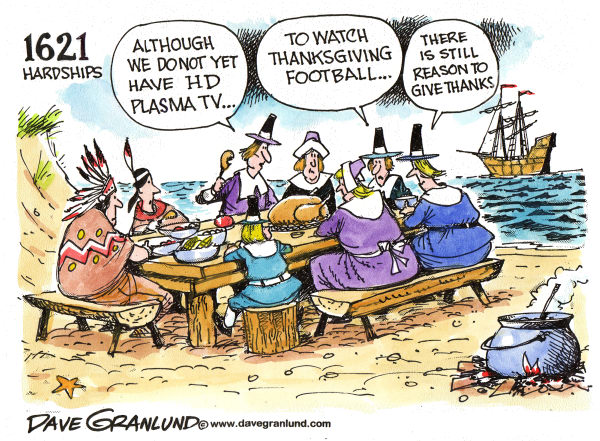 1621
HARDSHIPS
ALTHOUGH
WE DO NOT YET
HAVE HD
PLASMA TV...
TO WATCH
THANKSGIVING
FOOTBALL...
THERE
IS STILL
REASON TO
GIVE THANKS
DAVE GRANLUND © www.davegranlund.com